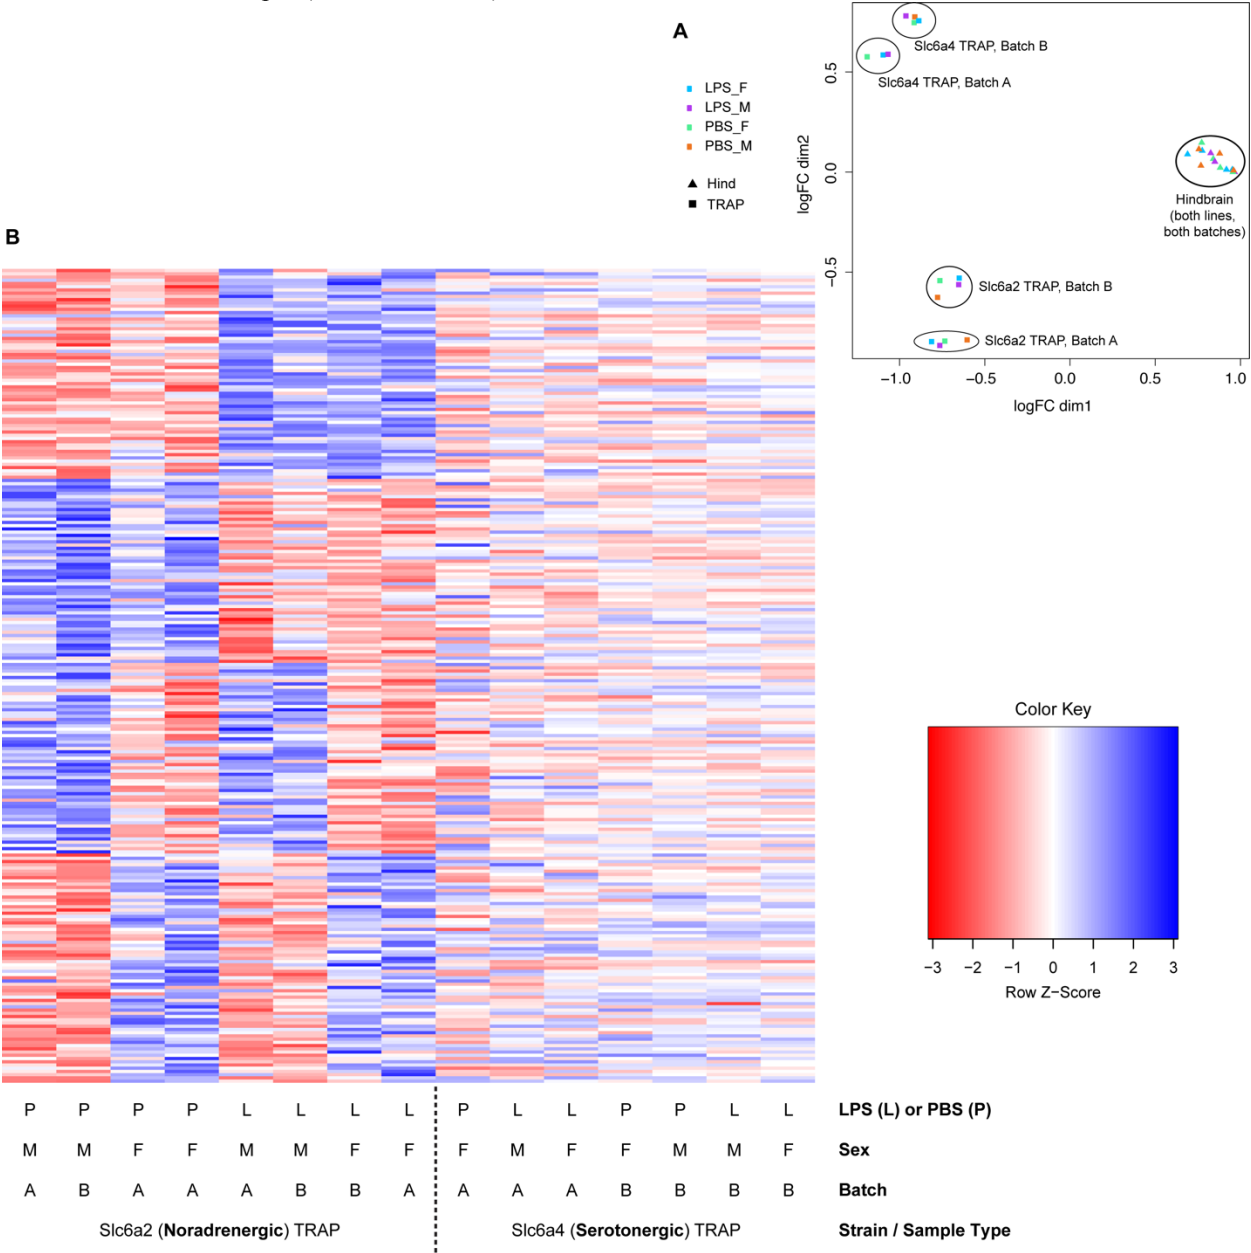 A
LPS_F
LPS_M
PBS_F
PBS_M
Hind
TRAP
logFC dim2
0.5
0.0
−0.5
Slc6a4 TRAP, Batch B
Slc6a4 TRAP, Batch A
Hindbrain
(both lines,
both batches)
Slc6a2 TRAP, Batch B
Slc6a2 TRAP, Batch A
−1.0 −0.5 0.0 0.5 1.0
logFC dim1
B
Color Key
−3 −2 −1 0 1 2 3
Row Z−Score
P P P P L L L L P L L P P L L LPS (L) or PBS (P)
M M F F M M F F F M F F M M F Sex
A B A A A B B A A A A B B B B Batch
Slc6a2 (Noradrenergic) TRAP Slc6a4 (Serotonergic) TRAP Strain / Sample Type